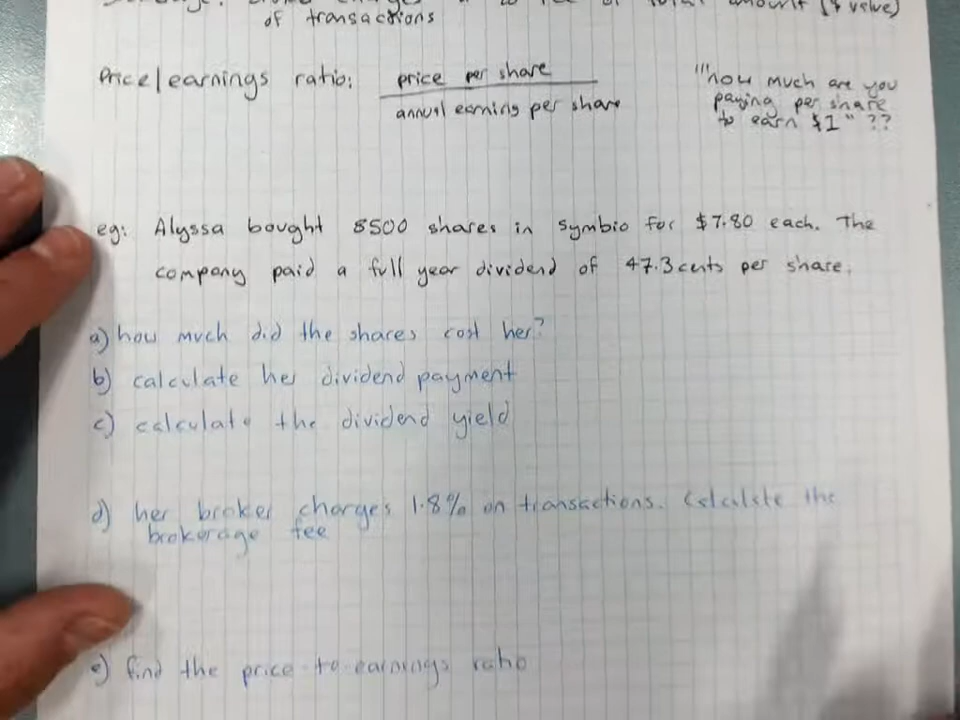 of transactions
Price/earnings ratio: price per share
annual earning per share
""how much are you
paying per share
to earn $1" ??
eg: Alyssa bought 8500 shares in Symbio for $7.80 each. The
company paid a full year dividend of 47.3 cents per share.
a) how much did the shares cost her?
b) calculate her dividend payment
c) calculate the dividend yield
d) her broker charges 1.8% on transactions. Calculate the
brokerage fee
e) find the price-to-earnings ratio